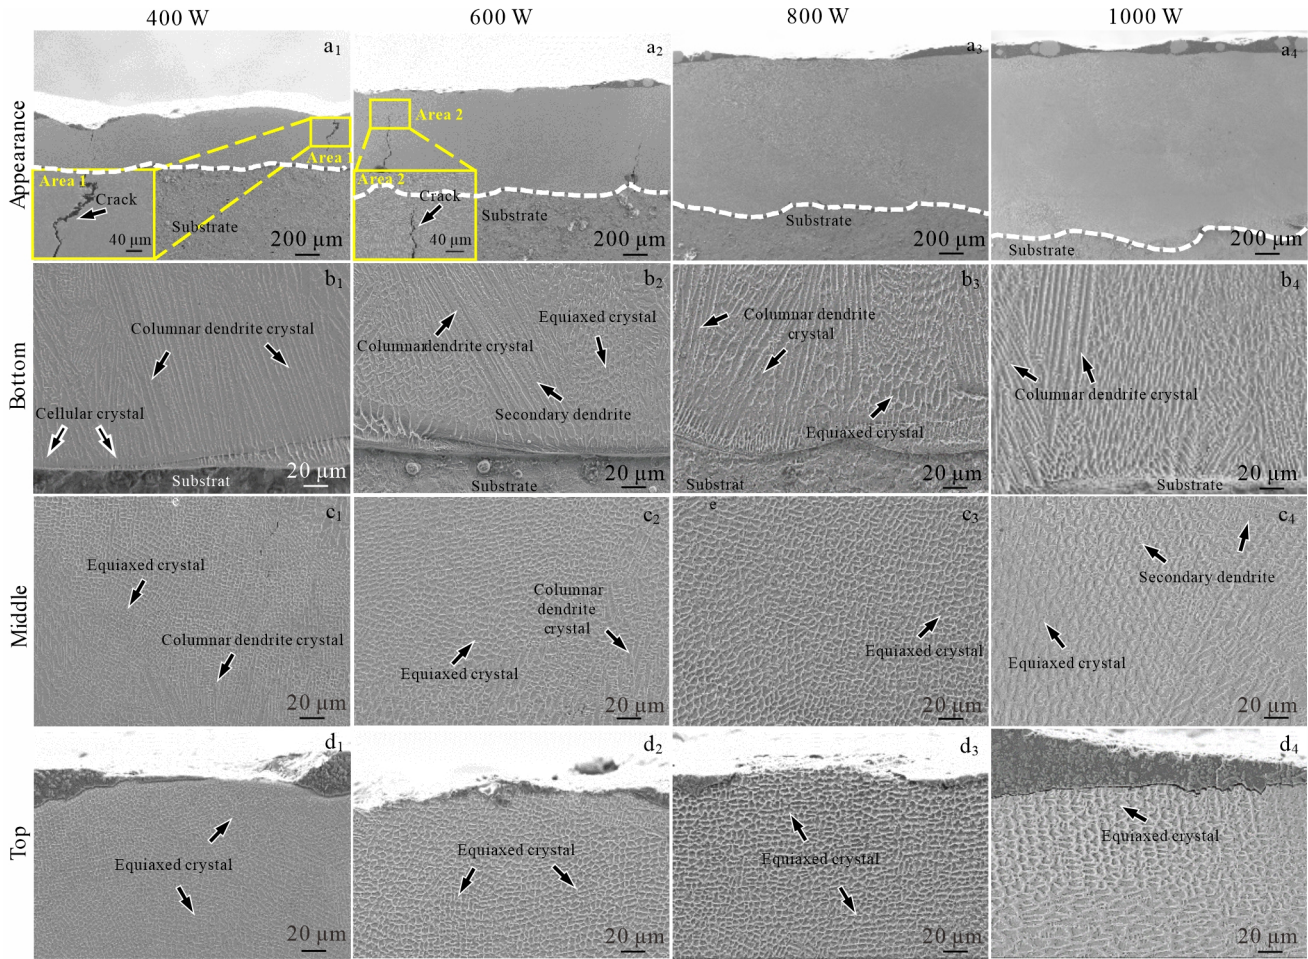 400 W
600 W
800 W
1000 W
Appearance
a1
Area 1
Area 1
Crack
40 µm
Substrate
200 µm
a2
Area 2
Area 2
Crack
40 µm
Substrate
200 µm
a3
Substrate
200 µm
a4
Substrate
200 µm
Bottom
b1
Columnar dendrite crystal
Cellular crystal
Substrat
e
20 µm
b2
Equiaxed crystal
Columnar dendrite crystal
Secondary dendrite
Substrate
20 µm
b3
Columnar dendrite
crystal
Equiaxed crystal
Substrat
e
20 µm
b4
Columnar dendrite crystal
Substrate
20 µm
Middle
c1
Equiaxed crystal
Columnar dendrite crystal
20 µm
c2
Columnar
dendrite
crystal
Equiaxed crystal
20 µm
c3
Equiaxed crystal
20 µm
c4
Secondary dendrite
Equiaxed crystal
20 µm
Top
d1
Equiaxed crystal
20 µm
d2
Equiaxed crystal
20 µm
d3
Equiaxed crystal
20 µm
d4
Equiaxed crystal
20 µm